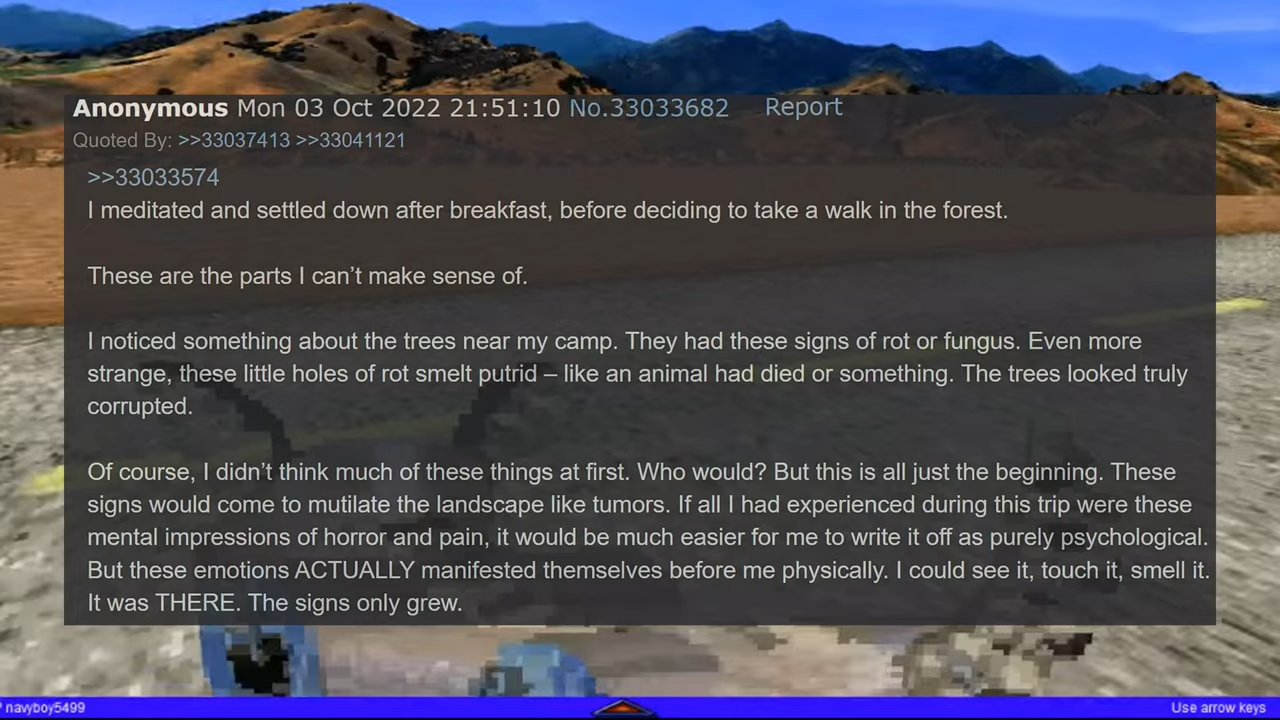 Anonymous Mon 03 Oct 2022 21:51:10 No.33033682 Report
Quoted By: >>33037413 >>33041121
>>33033574
I meditated and settled down after breakfast, before deciding to take a walk in the forest.
These are the parts I can’t make sense of.
I noticed something about the trees near my camp. They had these signs of rot or fungus. Even more
strange, these little holes of rot smelt putrid – like an animal had died or something. The trees looked truly
corrupted.
Of course, I didn’t think much of these things at first. Who would? But this is all just the beginning. These
signs would come to mutilate the landscape like tumors. If all I had experienced during this trip were these
mental impressions of horror and pain, it would be much easier for me to write it off as purely psychological.
But these emotions ACTUALLY manifested themselves before me physically. I could see it, touch it, smell it.
It was THERE. The signs only grew.
navyboy5499
Use arrow keys